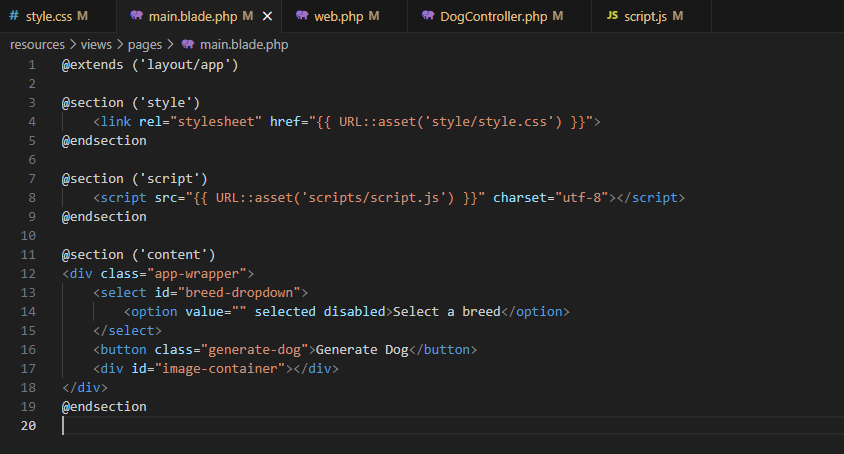 # style.css M
main.blade.php M ×
web.php M
DogController.php M
JS script.js M
resources > views > pages > main.blade.php
1 @extends ('layout/app')
2
3 @section ('style')
4     <link rel="stylesheet" href="{{ URL::asset('style/style.css') }}">
5 @endsection
6
7 @section ('script')
8     <script src="{{ URL::asset('scripts/script.js') }}" charset="utf-8"></script>
9 @endsection
10
11 @section ('content')
12 <div class="app-wrapper">
13     <select id="breed-dropdown">
14         <option value="" selected disabled>Select a breed</option>
15     </select>
16     <button class="generate-dog">Generate Dog</button>
17     <div id="image-container"></div>
18 </div>
19 @endsection
20